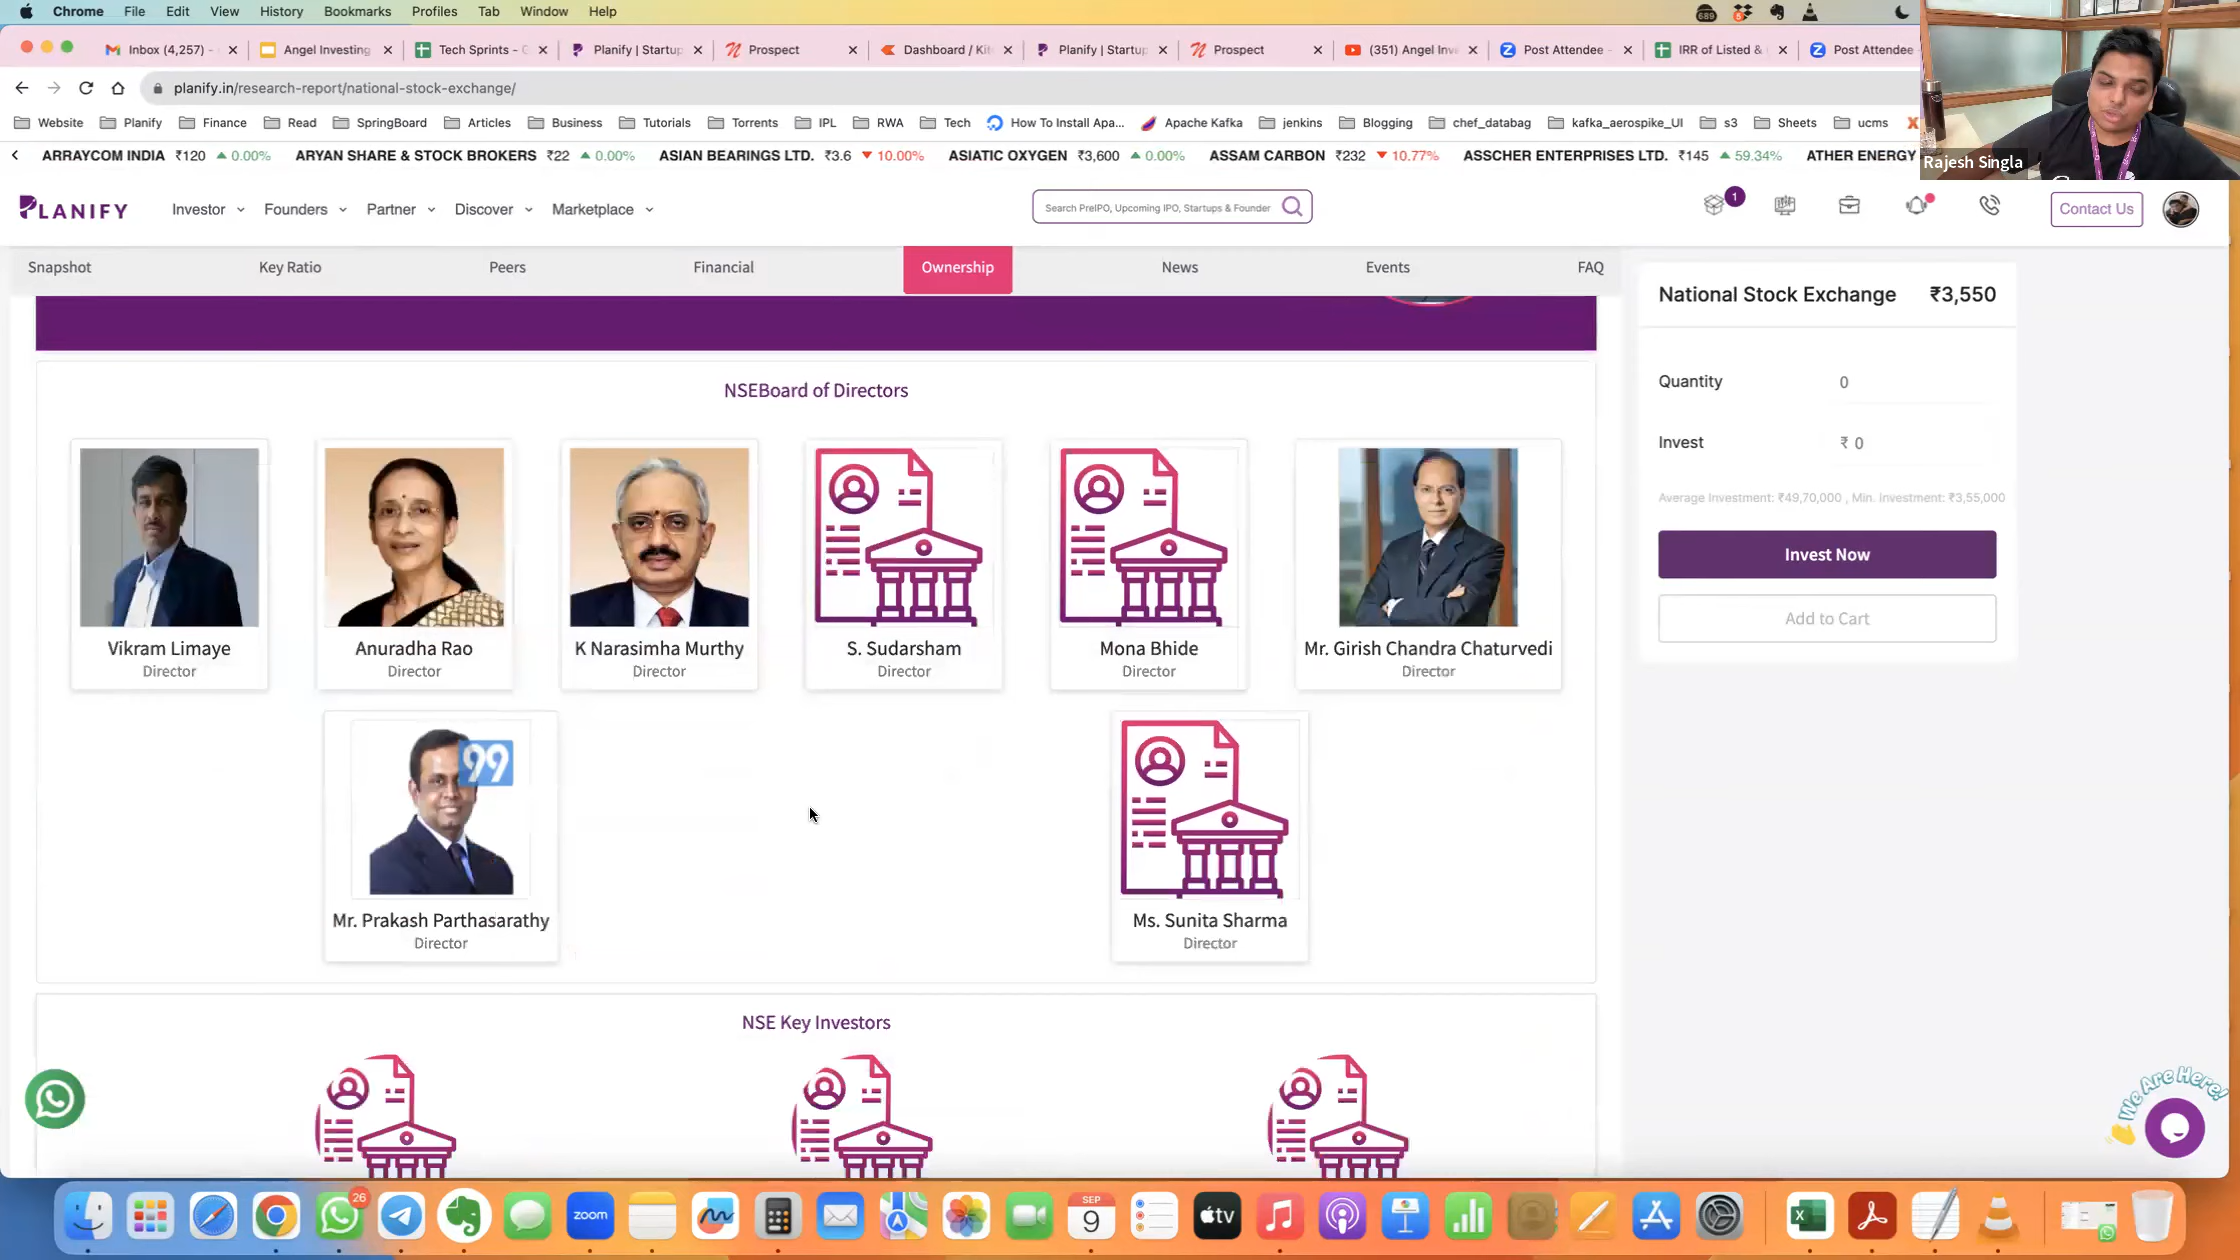 Chrome File Edit View History Bookmarks Profiles Tab Window Help
Inbox (4,257) - Angel Investing Tech Sprints - G Planify | Startup Prospect Dashboard / Kit Planify | Startup Prospect (351) Angel Inv Post Attendee - IRR of Listed & Post Attendee
planify.in/research-report/national-stock-exchange/
Website Planify Finance Read SpringBoard Articles Business Tutorials Torrents IPL RWA Tech How To Install Apa... Apache Kafka jenkins Blogging chef_databag kafka_aerospike_UI s3 Sheets ucms
ARRAYCOM INDIA ₹120 ▲ 0.00% ARYAN SHARE & STOCK BROKERS ₹22 ▲ 0.00% ASIAN BEARINGS LTD. ₹3.6 ▼ 10.00% ASIATIC OXYGEN ₹3,600 ▲ 0.00% ASSAM CARBON ₹232 ▼ 10.77% ASSCHER ENTERPRISES LTD. ₹145 ▲ 59.34% ATHER ENERGY
Rajesh Singla
PLANIFY Investor Founders Partner Discover Marketplace Search PreIPO, Upcoming IPO, Startups & Founder 1 Contact Us
Snapshot Key Ratio Peers Financial Ownership News Events FAQ
National Stock Exchange ₹3,550
Quantity 0
Invest ₹ 0
Average Investment: ₹49,70,000 , Min. Investment: ₹3,55,000
Invest Now
Add to Cart
NSEBoard of Directors
Vikram Limaye Anuradha Rao K Narasimha Murthy S. Sudarsham Mona Bhide Mr. Girish Chandra Chaturvedi
Director Director Director Director Director Director
99
Mr. Prakash Parthasarathy Ms. Sunita Sharma
Director Director
NSE Key Investors
We Are Here!
26
zoom
SEP
9
tv